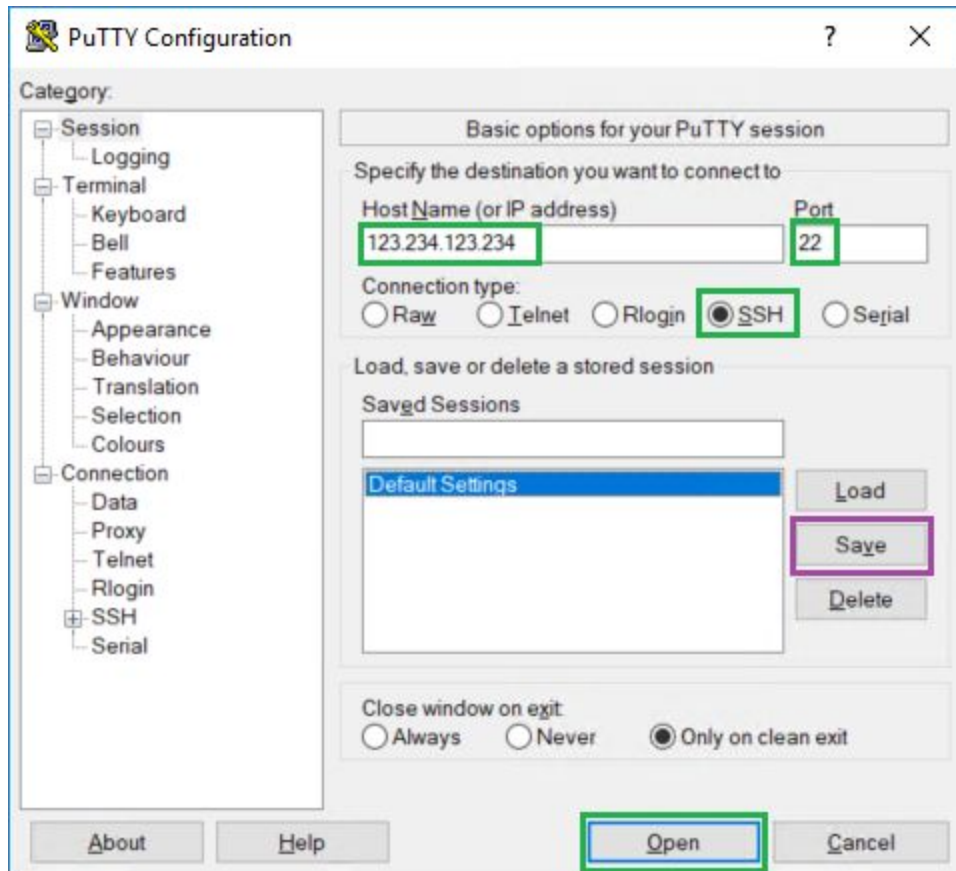 PuTTY Configuration
?
Category:
Session
Logging
Terminal
Keyboard
Bell
Features
Window
Appearance
Behaviour
Translation
Selection
Colours
Connection
Data
Proxy
Telnet
Rlogin
SSH
Serial
Basic options for your PuTTY session
Specify the destination you want to connect to
Host Name (or IP address) Port
123.234.123.234 22
Connection type:
Raw Telnet Rlogin SSH Serial
Load, save or delete a stored session
Saved Sessions
Default Settings
Load
Save
Delete
Close window on exit:
Always Never Only on clean exit
About Help Open Cancel